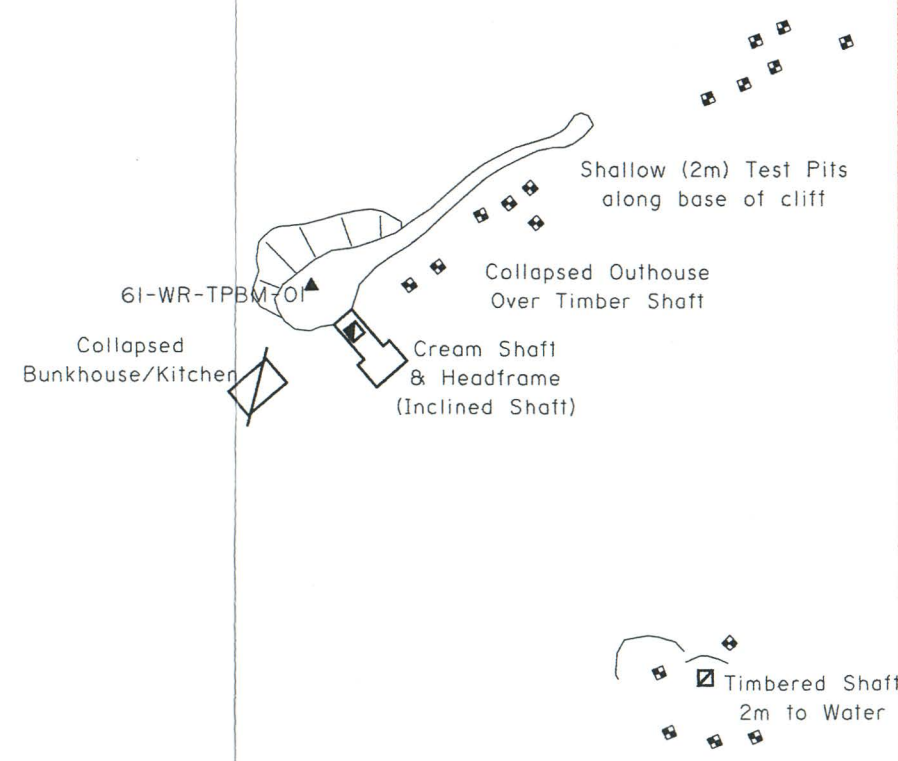 Shallow (2m) Test Pits
along base of cliff
Collapsed Outhouse
Over Timber Shaft
61-WR-TPBM-01
Collapsed
Bunkhouse/Kitchen
Cream Shaft
& Headframe
(Inclined Shaft)
Timbered Shaft
2m to Water